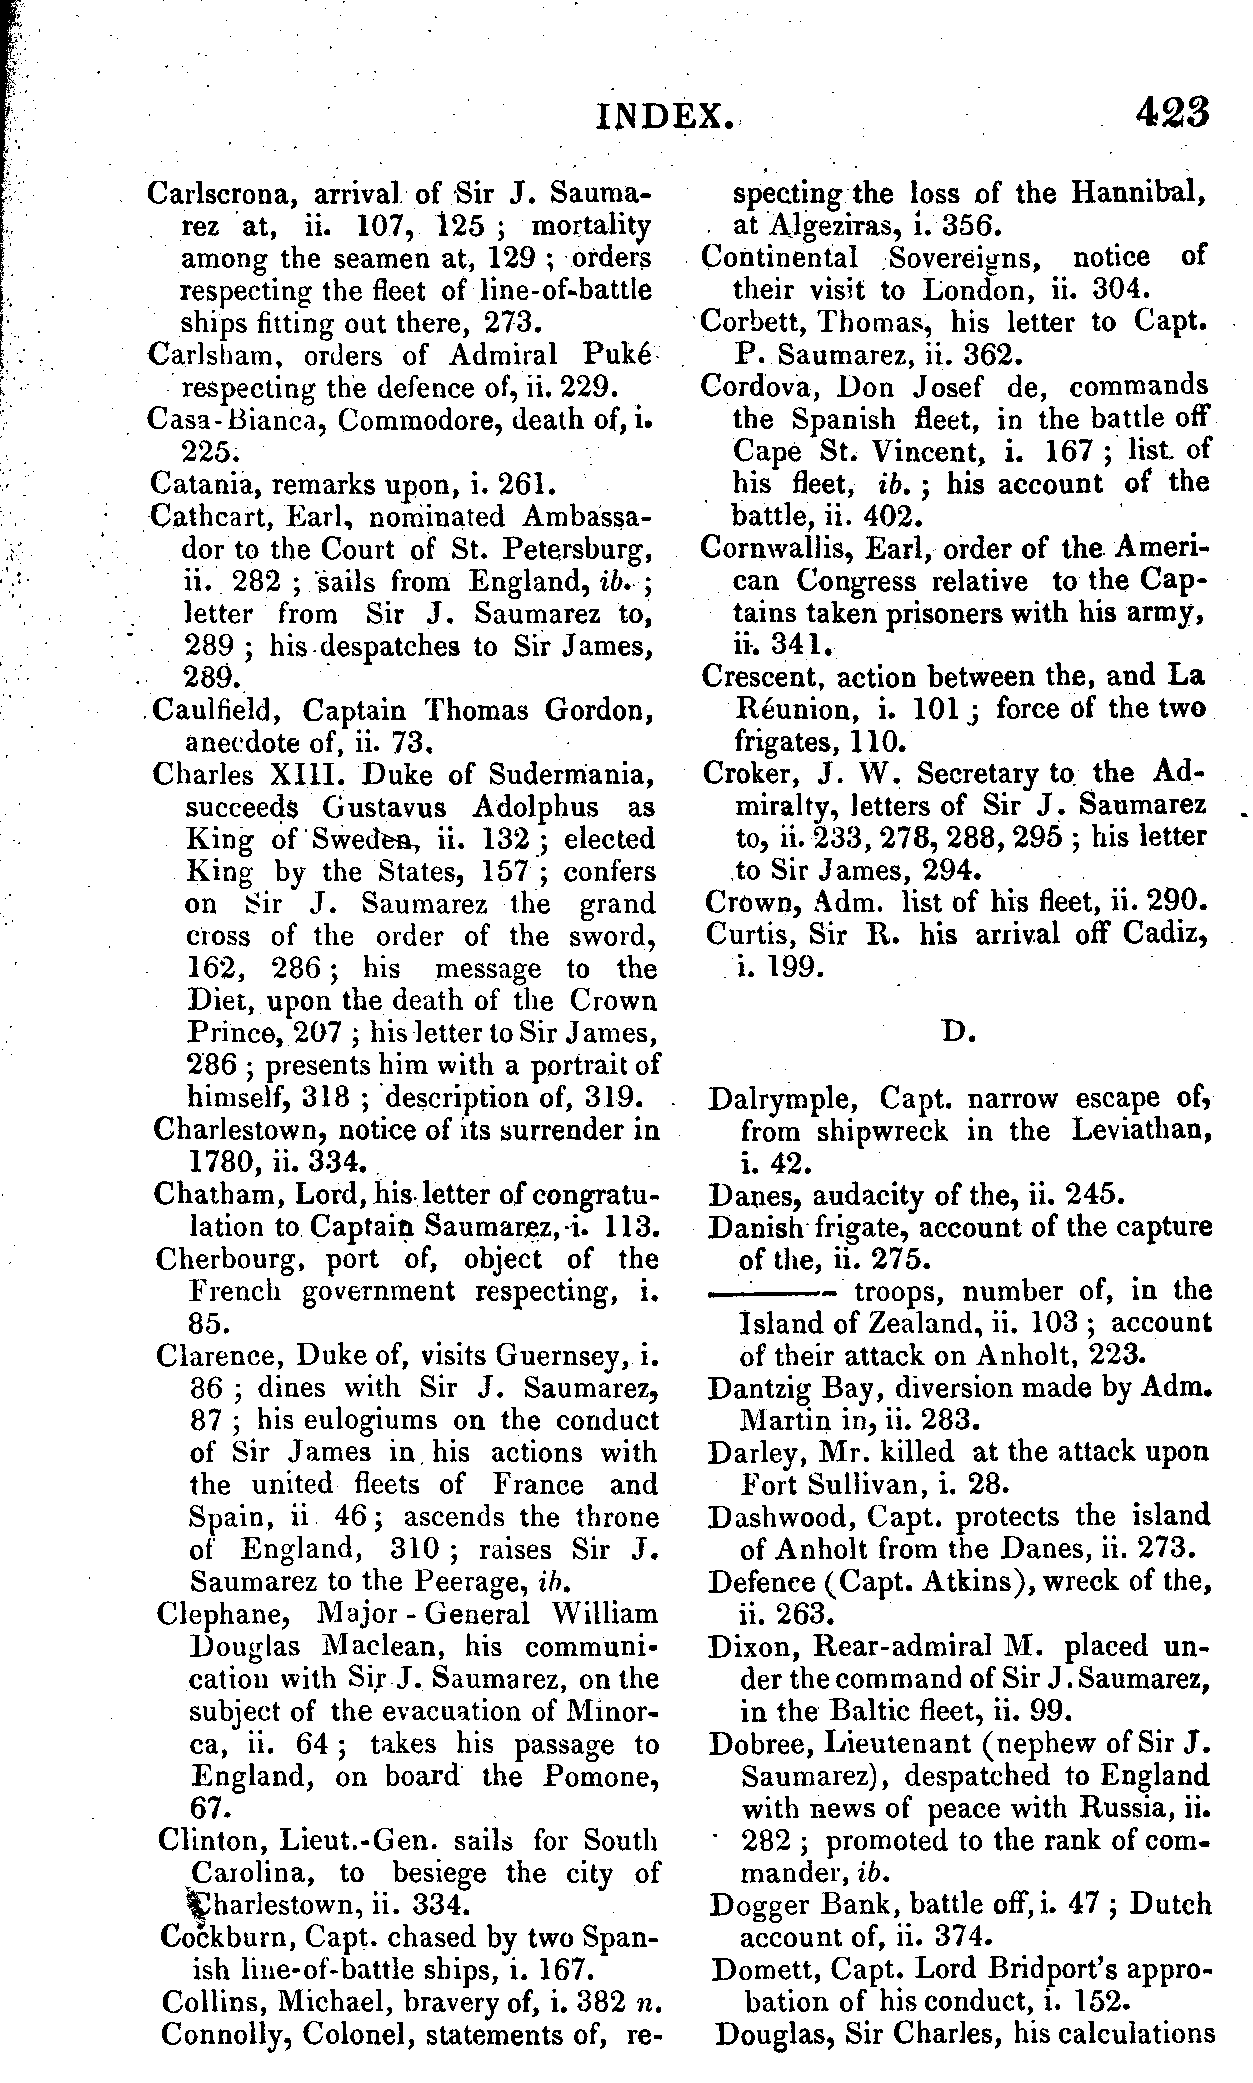 INDEX. 423
Carlscrona, arrival of Sir J. Sauma-
rez at, ii. 107, 125 ; mortality
among the seamen at, 129 ; orders
respecting the fleet of line-of-battle
ships fitting out there, 273.
Carlsham, orders of Admiral Puké
respecting the defence of, ii. 229.
Casa-Bianca, Commodore, death of, i.
225.
Catania, remarks upon, i. 261.
Cathcart, Earl, nominated Ambassa-
dor to the Court of St. Petersburg,
ii. 282 ; sails from England, ib. ;
letter from Sir J. Saumarez to,
289 ; his despatches to Sir James,
289.
Caulfield, Captain Thomas Gordon,
anecdote of, ii. 73.
Charles XIII. Duke of Sudermania,
succeeds Gustavus Adolphus as
King of Sweden, ii. 132 ; elected
King by the States, 157 ; confers
on Sir J. Saumarez the grand
cross of the order of the sword,
162, 286 ; his message to the
Diet, upon the death of the Crown
Prince, 207 ; his letter to Sir James,
286 ; presents him with a portrait of
himself, 318 ; description of, 319.
Charlestown, notice of its surrender in
1780, ii. 334.
Chatham, Lord, his letter of congratu-
lation to Captain Saumarez, i. 113.
Cherbourg, port of, object of the
French government respecting, i.
85.
Clarence, Duke of, visits Guernsey, i.
86 ; dines with Sir J. Saumarez,
87 ; his eulogiums on the conduct
of Sir James in his actions with
the united fleets of France and
Spain, ii 46 ; ascends the throne
of England, 310 ; raises Sir J.
Saumarez to the Peerage, ib.
Clephane, Major-General William
Douglas Maclean, his communi-
cation with Sir J. Saumarez, on the
subject of the evacuation of Minor-
ca, ii. 64 ; takes his passage to
England, on board the Pomone,
67.
Clinton, Lieut.-Gen. sails for South
Carolina, to besiege the city of
Charlestown, ii. 334.
Cockburn, Capt. chased by two Span-
ish line-of-battle ships, i. 167.
Collins, Michael, bravery of, i. 382 n.
Connolly, Colonel, statements of, re-
specting the loss of the Hannibal,
at Algeziras, i. 356.
Continental Sovereigns, notice of
their visit to London, ii. 304.
Corbett, Thomas, his letter to Capt.
P. Saumarez, ii. 362.
Cordova, Don Josef de, commands
the Spanish fleet, in the battle off
Cape St. Vincent, i. 167 ; list of
his fleet, ib. ; his account of the
battle, ii. 402.
Cornwallis, Earl, order of the Ameri-
can Congress relative to the Cap-
tains taken prisoners with his army,
ii. 341.
Crescent, action between the, and La
Réunion, i. 101 ; force of the two
frigates, 110.
Croker, J. W. Secretary to the Ad-
miralty, letters of Sir J. Saumarez
to, ii. 233, 278, 288, 295 ; his letter
to Sir James, 294.
Crown, Adm. list of his fleet, ii. 290.
Curtis, Sir R. his arrival off Cadiz,
i. 199.
D.
Dalrymple, Capt. narrow escape of,
from shipwreck in the Leviathan,
i. 42.
Danes, audacity of the, ii. 245.
Danish frigate, account of the capture
of the, ii. 275.
——— troops, number of, in the
Island of Zealand, ii. 103 ; account
of their attack on Anholt, 223.
Dantzig Bay, diversion made by Adm.
Martin in, ii. 283.
Darley, Mr. killed at the attack upon
Fort Sullivan, i. 28.
Dashwood, Capt. protects the island
of Anholt from the Danes, ii. 273.
Defence (Capt. Atkins), wreck of the,
ii. 263.
Dixon, Rear-admiral M. placed un-
der the command of Sir J. Saumarez,
in the Baltic fleet, ii. 99.
Dobree, Lieutenant (nephew of Sir J.
Saumarez), despatched to England
with news of peace with Russia, ii.
282 ; promoted to the rank of com-
mander, ib.
Dogger Bank, battle off, i. 47 ; Dutch
account of, ii. 374.
Domett, Capt. Lord Bridport's appro-
bation of his conduct, i. 152.
Douglas, Sir Charles, his calculations